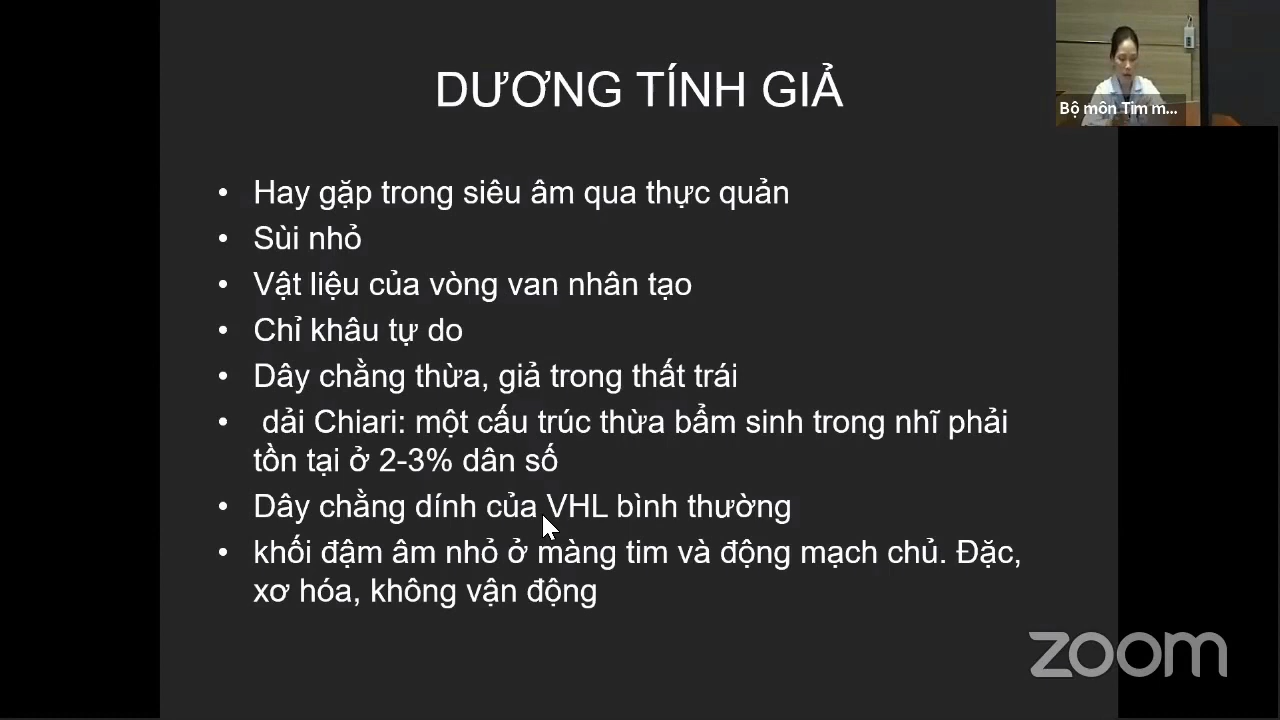 DƯƠNG TÍNH GIẢ
Bộ môn Tim m...
• Hay gặp trong siêu âm qua thực quản
• Sùi nhỏ
• Vật liệu của vòng van nhân tạo
• Chỉ khâu tự do
• Dây chằng thừa, giả trong thất trái
• dải Chiari: một cấu trúc thừa bẩm sinh trong nhĩ phải
tồn tại ở 2-3% dân số
• Dây chằng dính của VHL bình thường
• khối đậm âm nhỏ ở màng tim và động mạch chủ. Đặc,
xơ hóa, không vận động
zoom